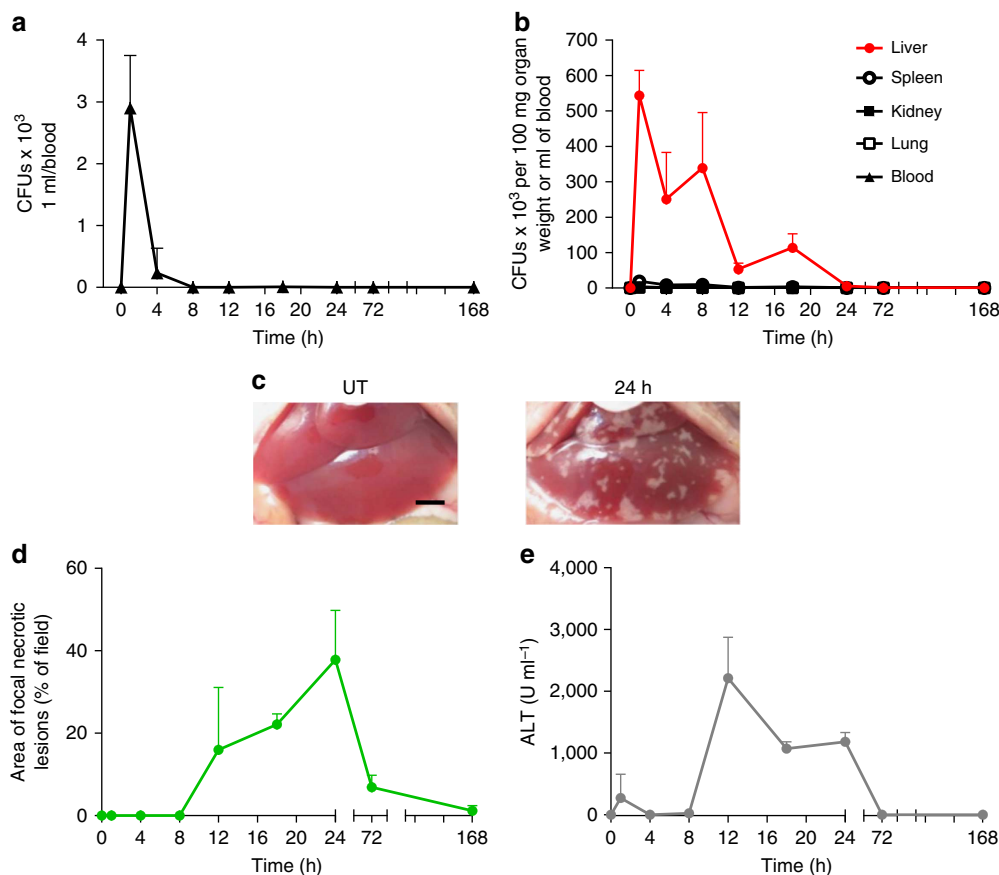 a
CFUs x 10³
1 ml/blood
4
3
2
1
0
0 4 8 12 16 20 24 72 168
Time (h)
b
CFUs x 10³ per 100 mg organ
weight or ml of blood
700
600
500
400
300
200
100
0
0 4 8 12 16 20 24 72 168
Time (h)
Liver
Spleen
Kidney
Lung
Blood
c
UT
24 h
d
Area of focal necrotic
lesions (% of field)
60
40
20
0
0 4 8 12 16 20 24 72 168
Time (h)
e
ALT (U ml⁻¹)
4,000
3,000
2,000
1,000
0
0 4 8 12 16 20 24 72 168
Time (h)